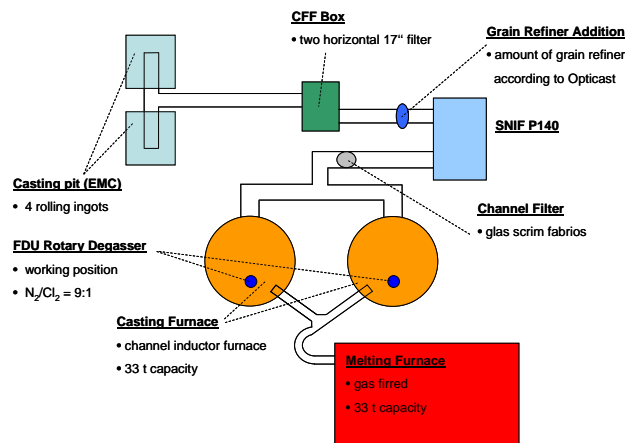 CFF Box
• two horizontal 17“ filter
Grain Refiner Addition
• amount of grain refiner
according to Opticast
SNIF P140
Casting pit (EMC)
• 4 rolling ingots
Channel Filter
• glas scrim fabrios
FDU Rotary Degasser
• working position
• N₂/Cl₂ = 9:1
Casting Furnace
• channel inductor furnace
• 33 t capacity
Melting Furnace
• gas firred
• 33 t capacity